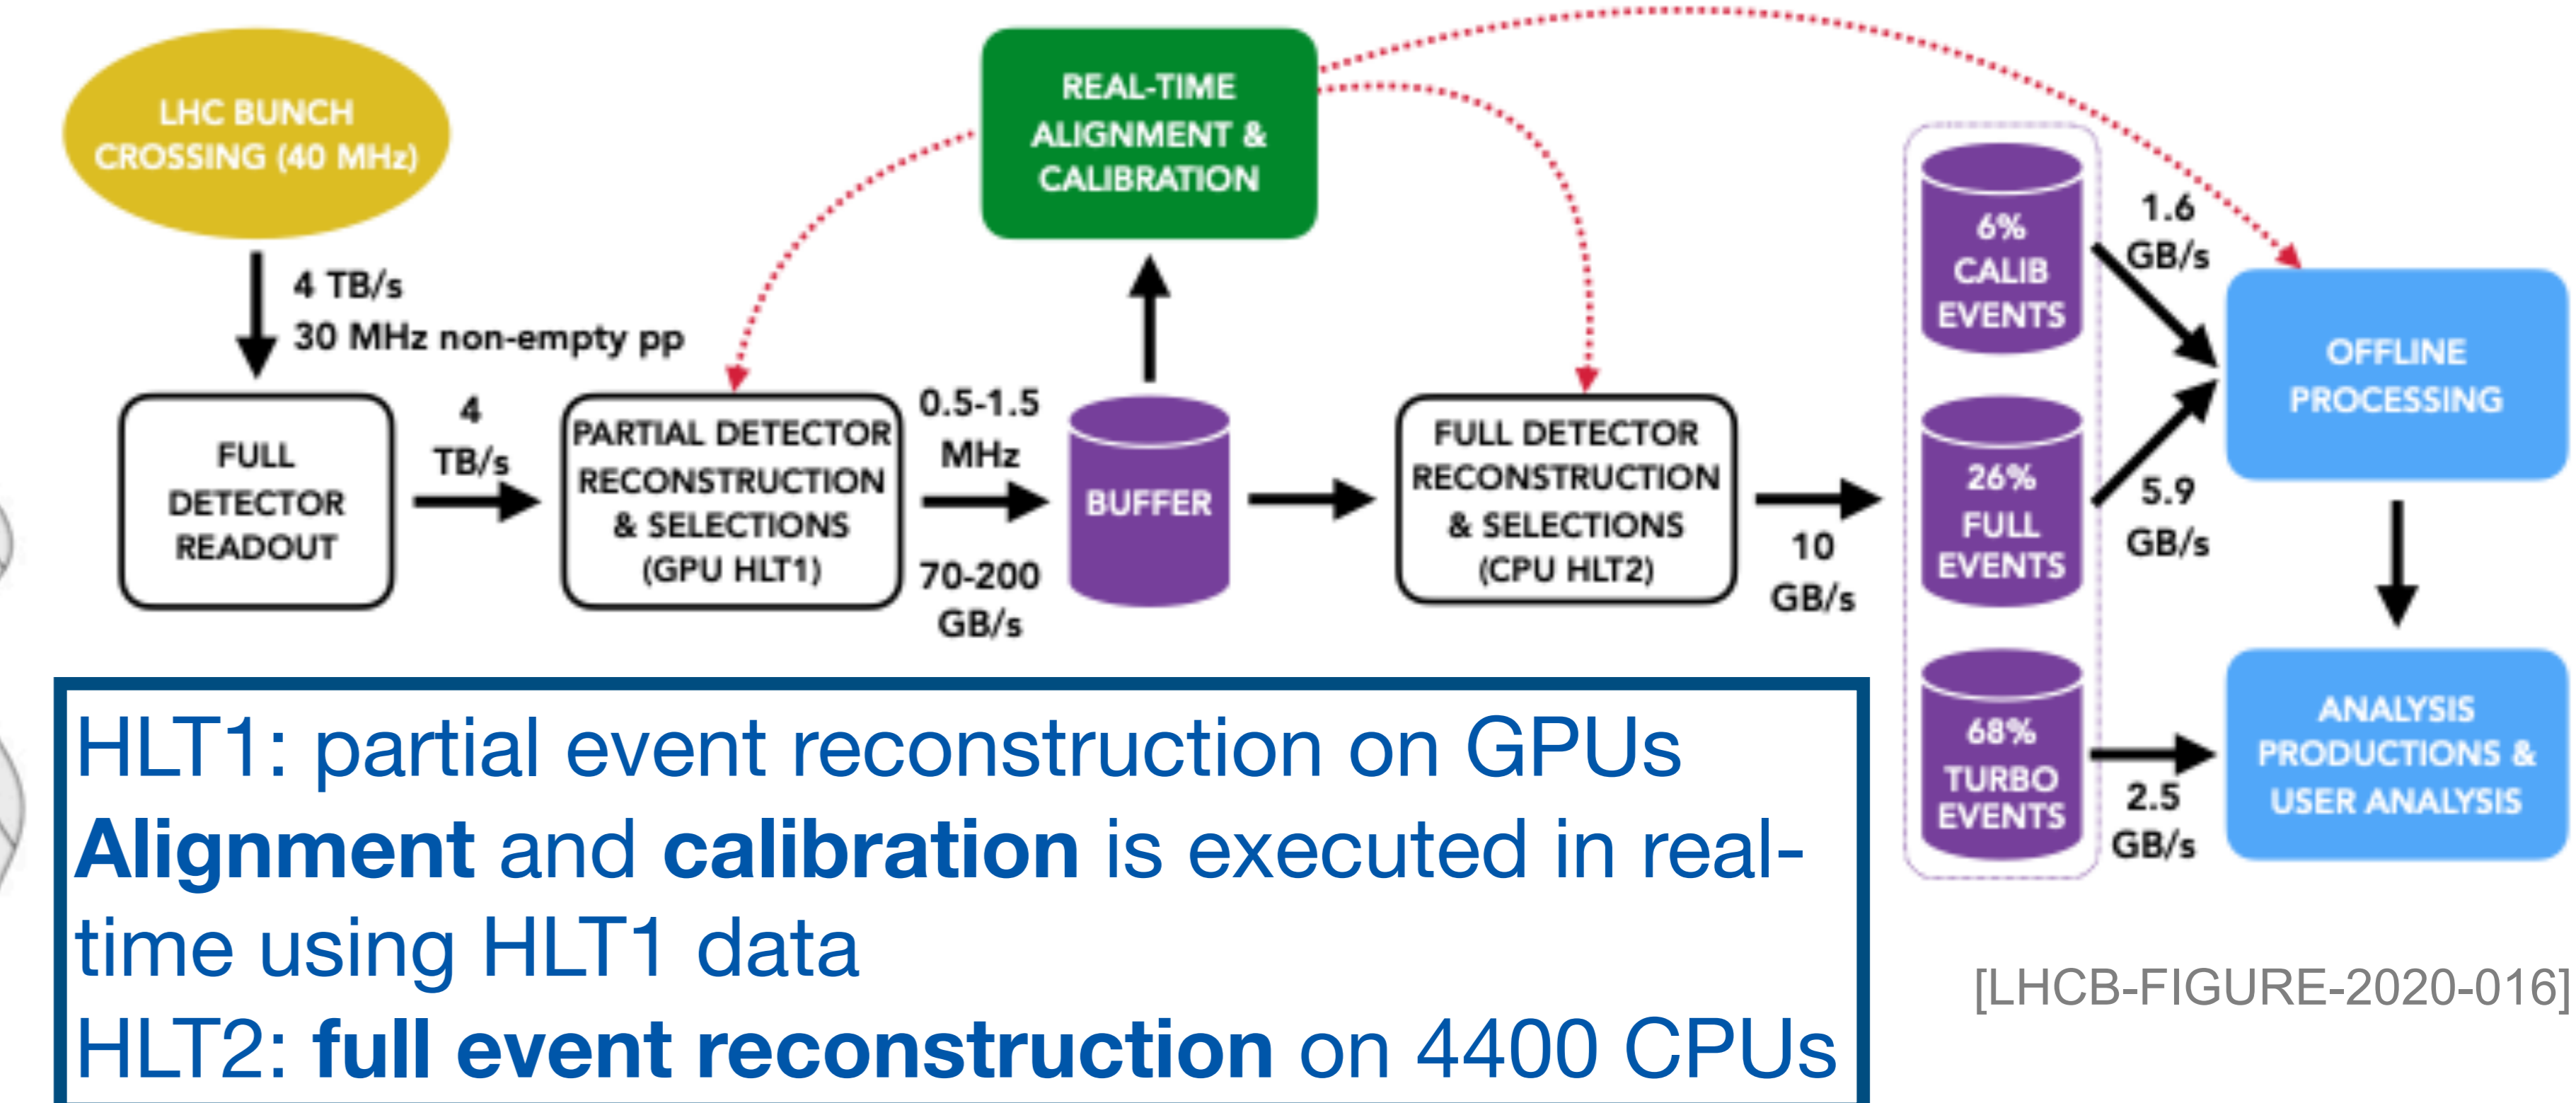 LHC BUNCH
CROSSING (40 MHz)
4 TB/s
30 MHz non-empty pp
FULL
DETECTOR
READOUT
4
TB/s
PARTIAL DETECTOR
RECONSTRUCTION
& SELECTIONS
(GPU HLT1)
0.5-1.5
MHz
70-200
GB/s
REAL-TIME
ALIGNMENT &
CALIBRATION
BUFFER
FULL DETECTOR
RECONSTRUCTION
& SELECTIONS
(CPU HLT2)
10
GB/s
6%
CALIB
EVENTS
26%
FULL
EVENTS
68%
TURBO
EVENTS
1.6
GB/s
5.9
GB/s
2.5
GB/s
OFFLINE
PROCESSING
ANALYSIS
PRODUCTIONS &
USER ANALYSIS
HLT1: partial event reconstruction on GPUs
Alignment and calibration is executed in real-
time using HLT1 data
HLT2: full event reconstruction on 4400 CPUs
[LHCB-FIGURE-2020-016]